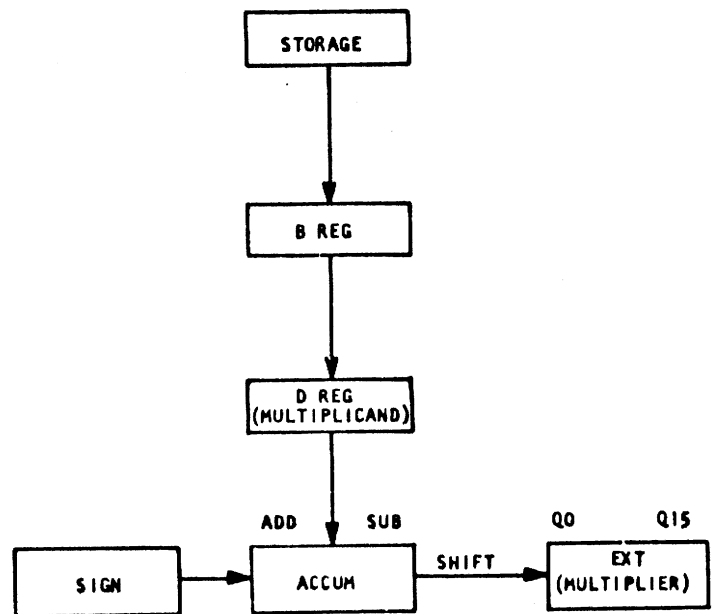 STORAGE
B REG
D REG
(MULTIPLICAND)
ADD SUB
Q0 Q15
SIGN
ACCUM
SHIFT
EXT
(MULTIPLIER)